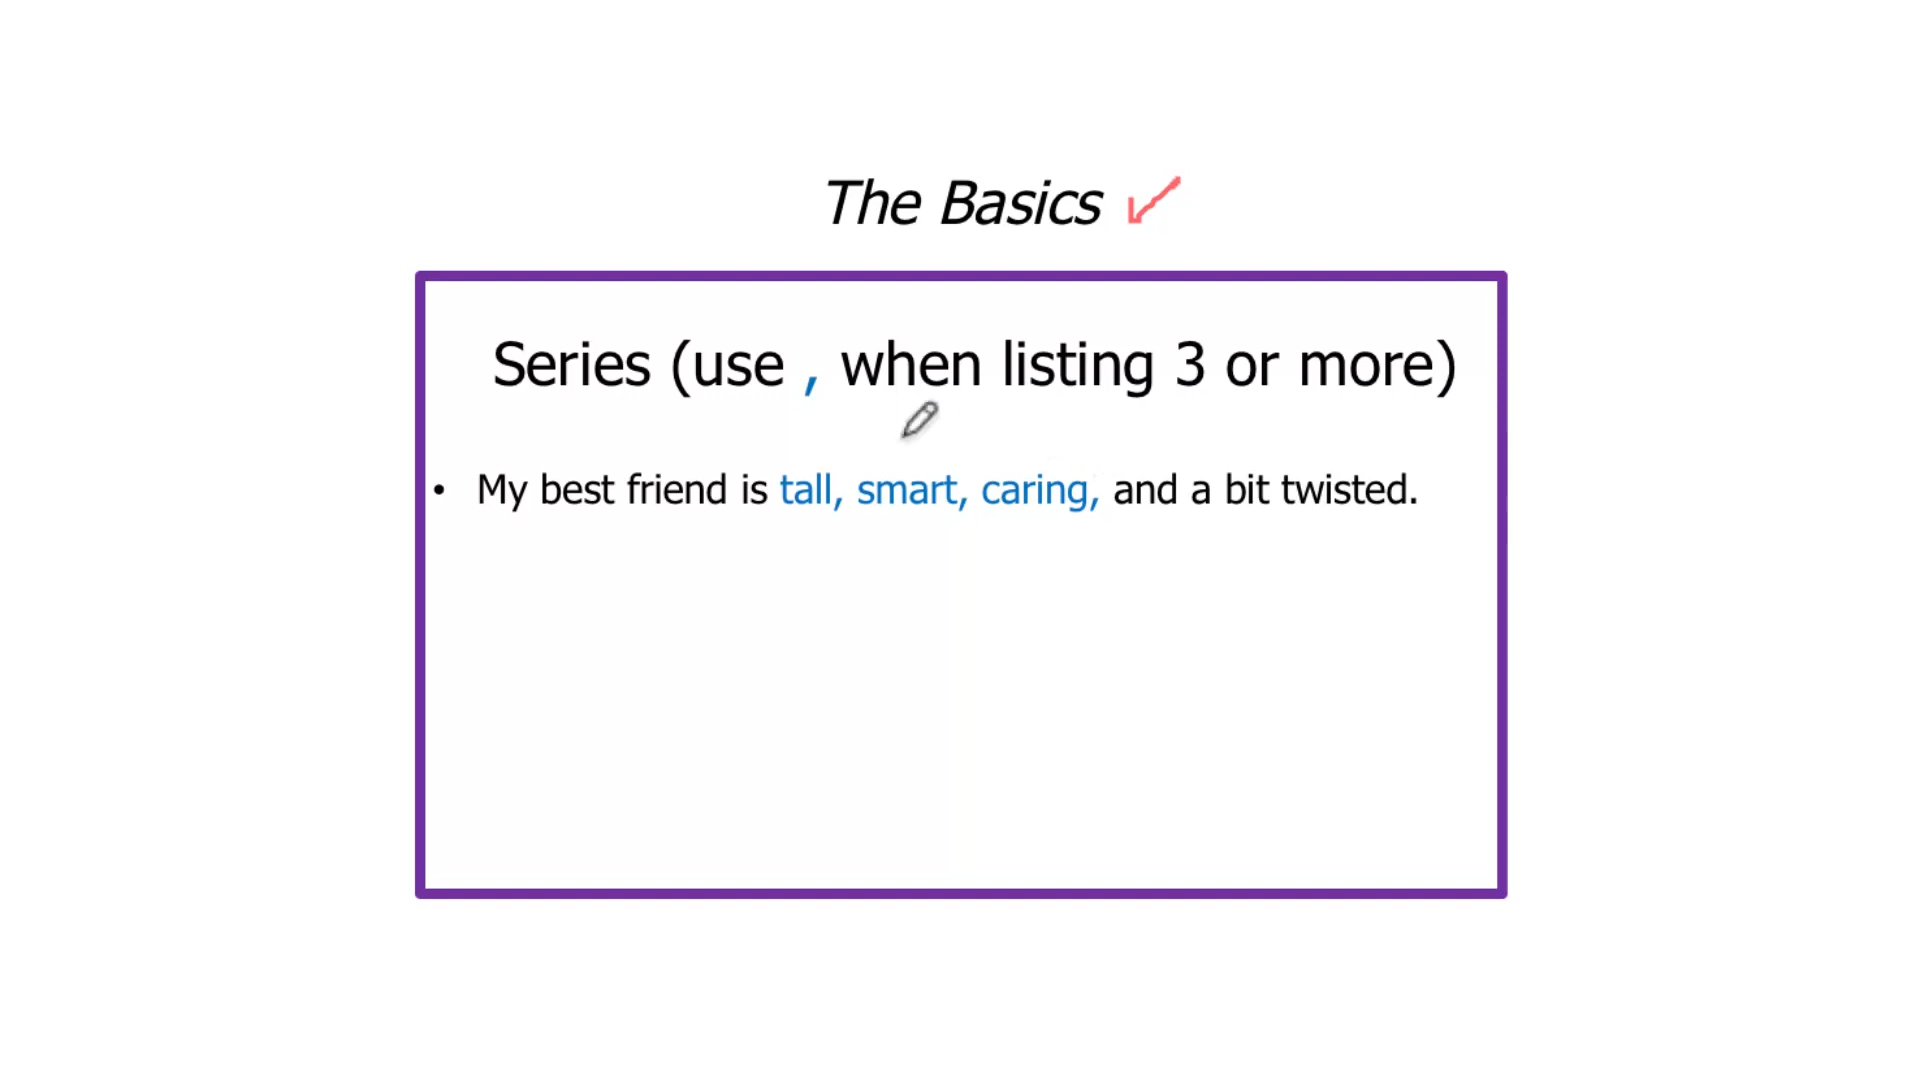 The Basics
Series (use , when listing 3 or more)
• My best friend is tall, smart, caring, and a bit twisted.